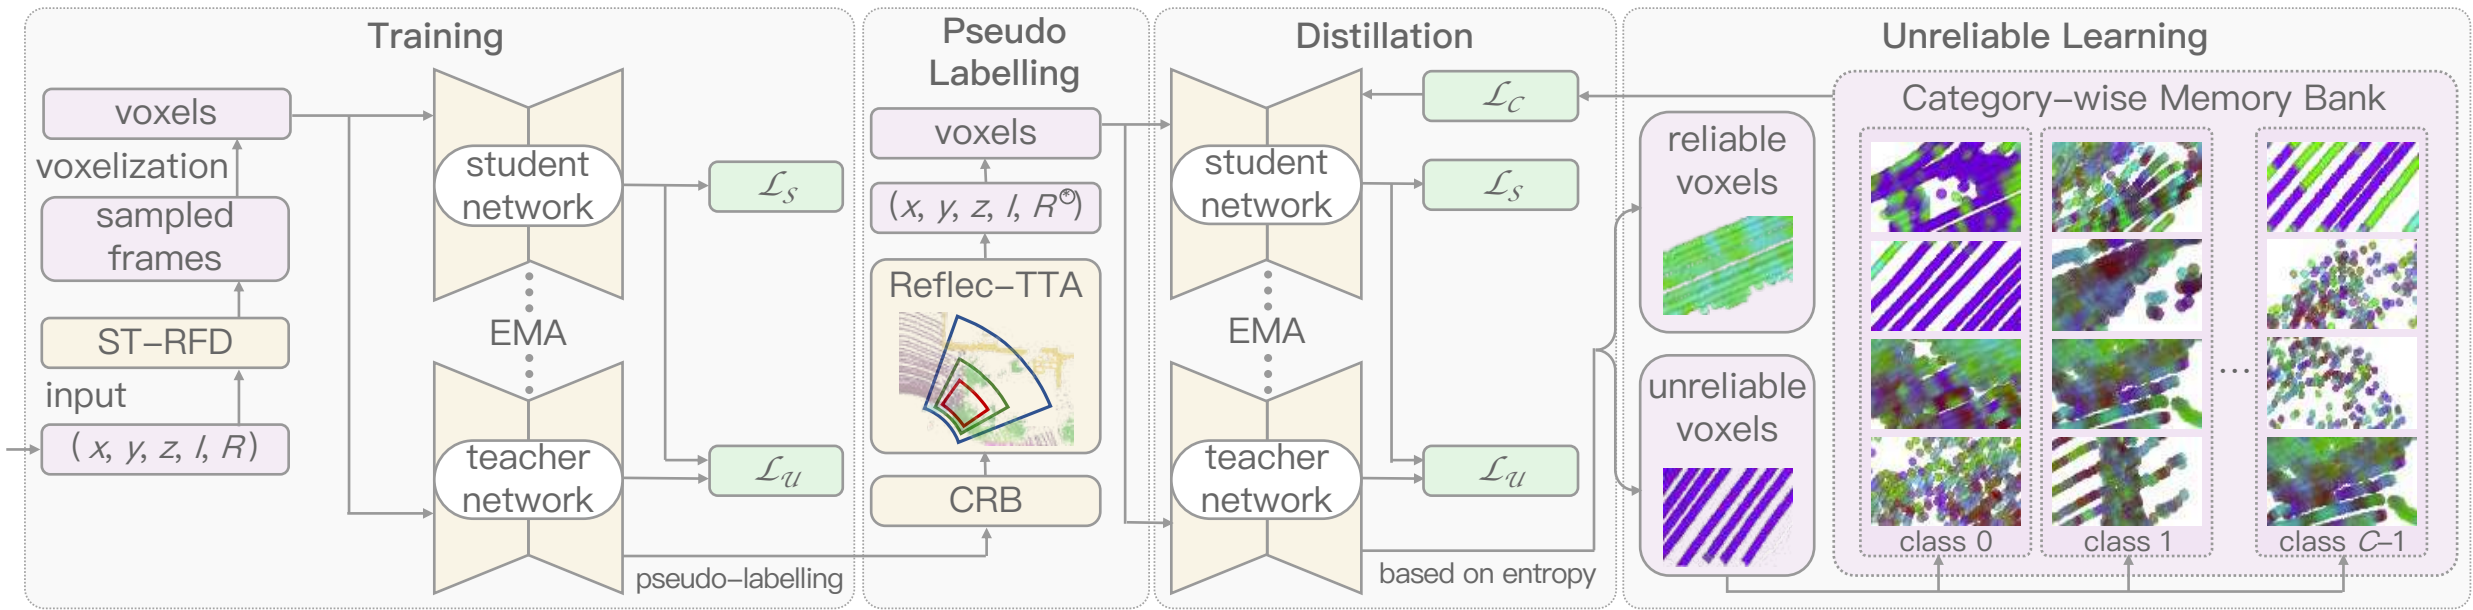 Training
voxels
voxelization
sampled
frames
ST-RFD
input
(x, y, z, I, R)
student
network
EMA
teacher
network
ℒ𝒮
ℒ𝒰
pseudo-labelling
Pseudo
Labelling
voxels
(x, y, z, I, R⊛)
Reflec-TTA
CRB
Distillation
student
network
EMA
teacher
network
ℒ𝒞
ℒ𝒮
ℒ𝒰
based on entropy
Unreliable Learning
reliable
voxels
unreliable
voxels
Category-wise Memory Bank
...
class 0
class 1
class C-1